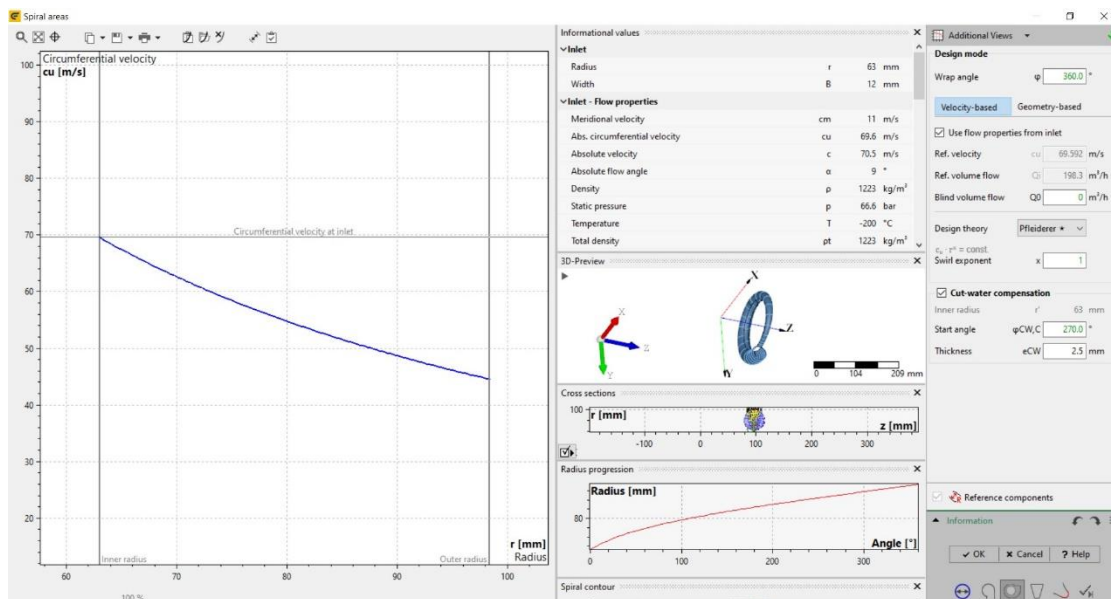 Spiral areas
Circumferential velocity
cu [m/s]
100
90
80
70
60
50
40
30
20
Circumferential velocity at inlet
Inner radius
Outer radius
r [mm]
Radius
60
70
80
90
100
100 %
Informational values
Inlet
Radius r 63 mm
Width B 12 mm
Inlet - Flow properties
Meridional velocity cm 11 m/s
Abs. circumferential velocity cu 69.6 m/s
Absolute velocity c 70.5 m/s
Absolute flow angle α 9 °
Density ρ 1223 kg/m³
Static pressure p 66.6 bar
Temperature T -200 °C
Total density ρt 1223 kg/m³
3D-Preview
X
Z
Y
X
Z
Y
0 104 209 mm
Cross sections
100 r [mm]
z [mm]
-100 0 100 200 300
Radius progression
Radius [mm]
80
Angle [°]
0 100 200 300
Spiral contour
Additional Views
Design mode
Wrap angle φ 360.0 °
Velocity-based Geometry-based
Use flow properties from inlet
Ref. velocity cu 69.592 m/s
Ref. volume flow Qi 198.3 m³/h
Blind volume flow Q0 0 m³/h
Design theory Pfleiderer ★
= const.
Swirl exponent x 1
Cut-water compensation
Inner radius r' 63 mm
Start angle φCW,C 270.0 °
Thickness eCW 2.5 mm
Reference components
Information
OK Cancel ? Help